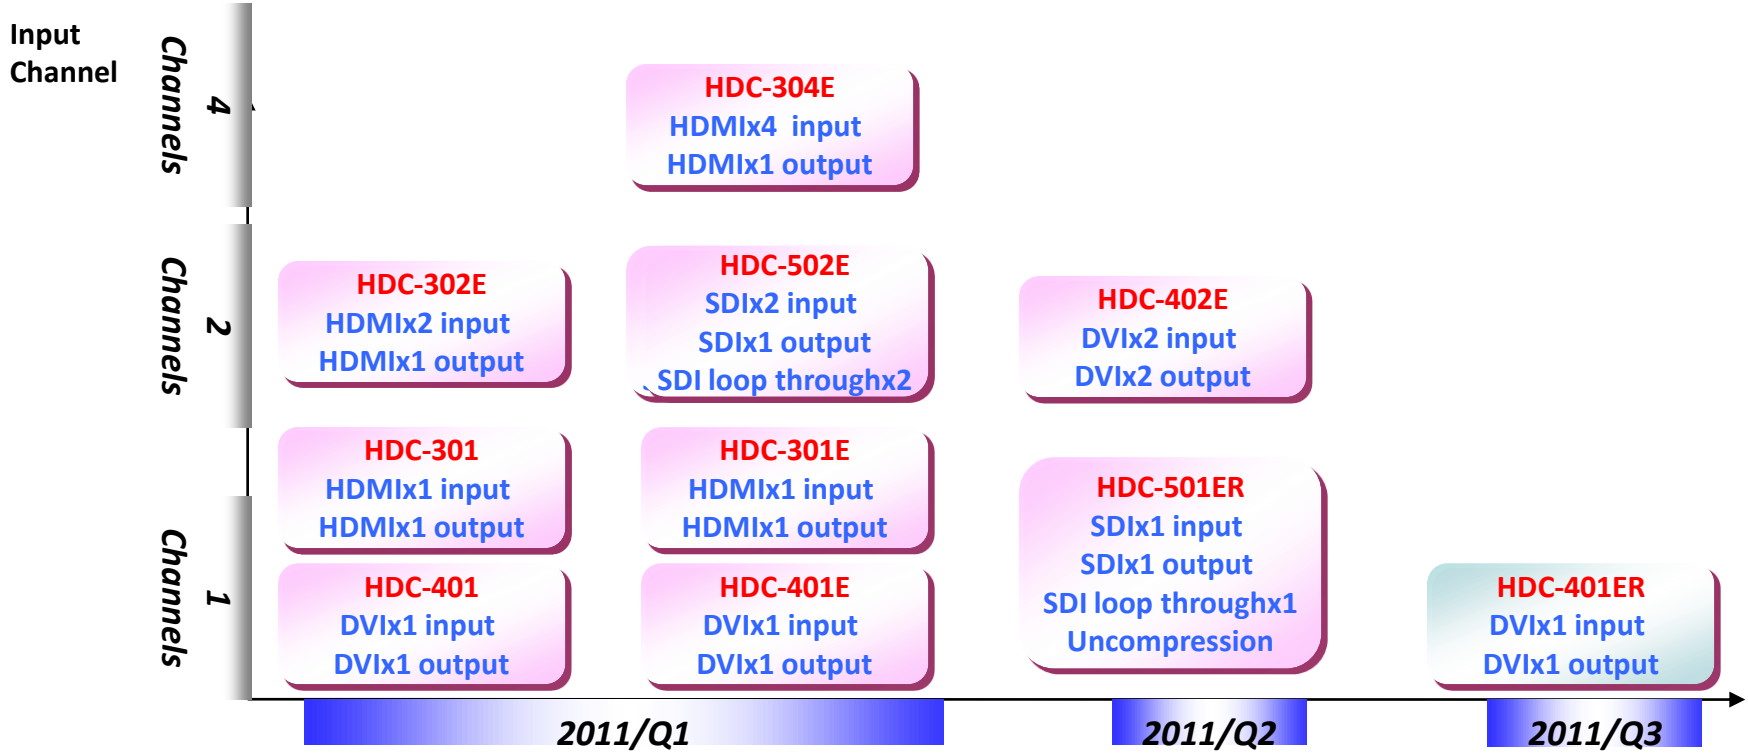 Input
Channel
4
Channels
HDC-304E
HDMIx4 input
HDMIx1 output
2
Channels
HDC-302E
HDMIx2 input
HDMIx1 output
HDC-502E
SDIx2 input
SDIx1 output
SDI loop throughx2
HDC-402E
DVIx2 input
DVIx2 output
1
Channels
HDC-301
HDMIx1 input
HDMIx1 output
HDC-301E
HDMIx1 input
HDMIx1 output
HDC-501ER
SDIx1 input
SDIx1 output
SDI loop throughx1
Uncompression
HDC-401
DVIx1 input
DVIx1 output
HDC-401E
DVIx1 input
DVIx1 output
HDC-401ER
DVIx1 input
DVIx1 output
2011/Q1
2011/Q2
2011/Q3